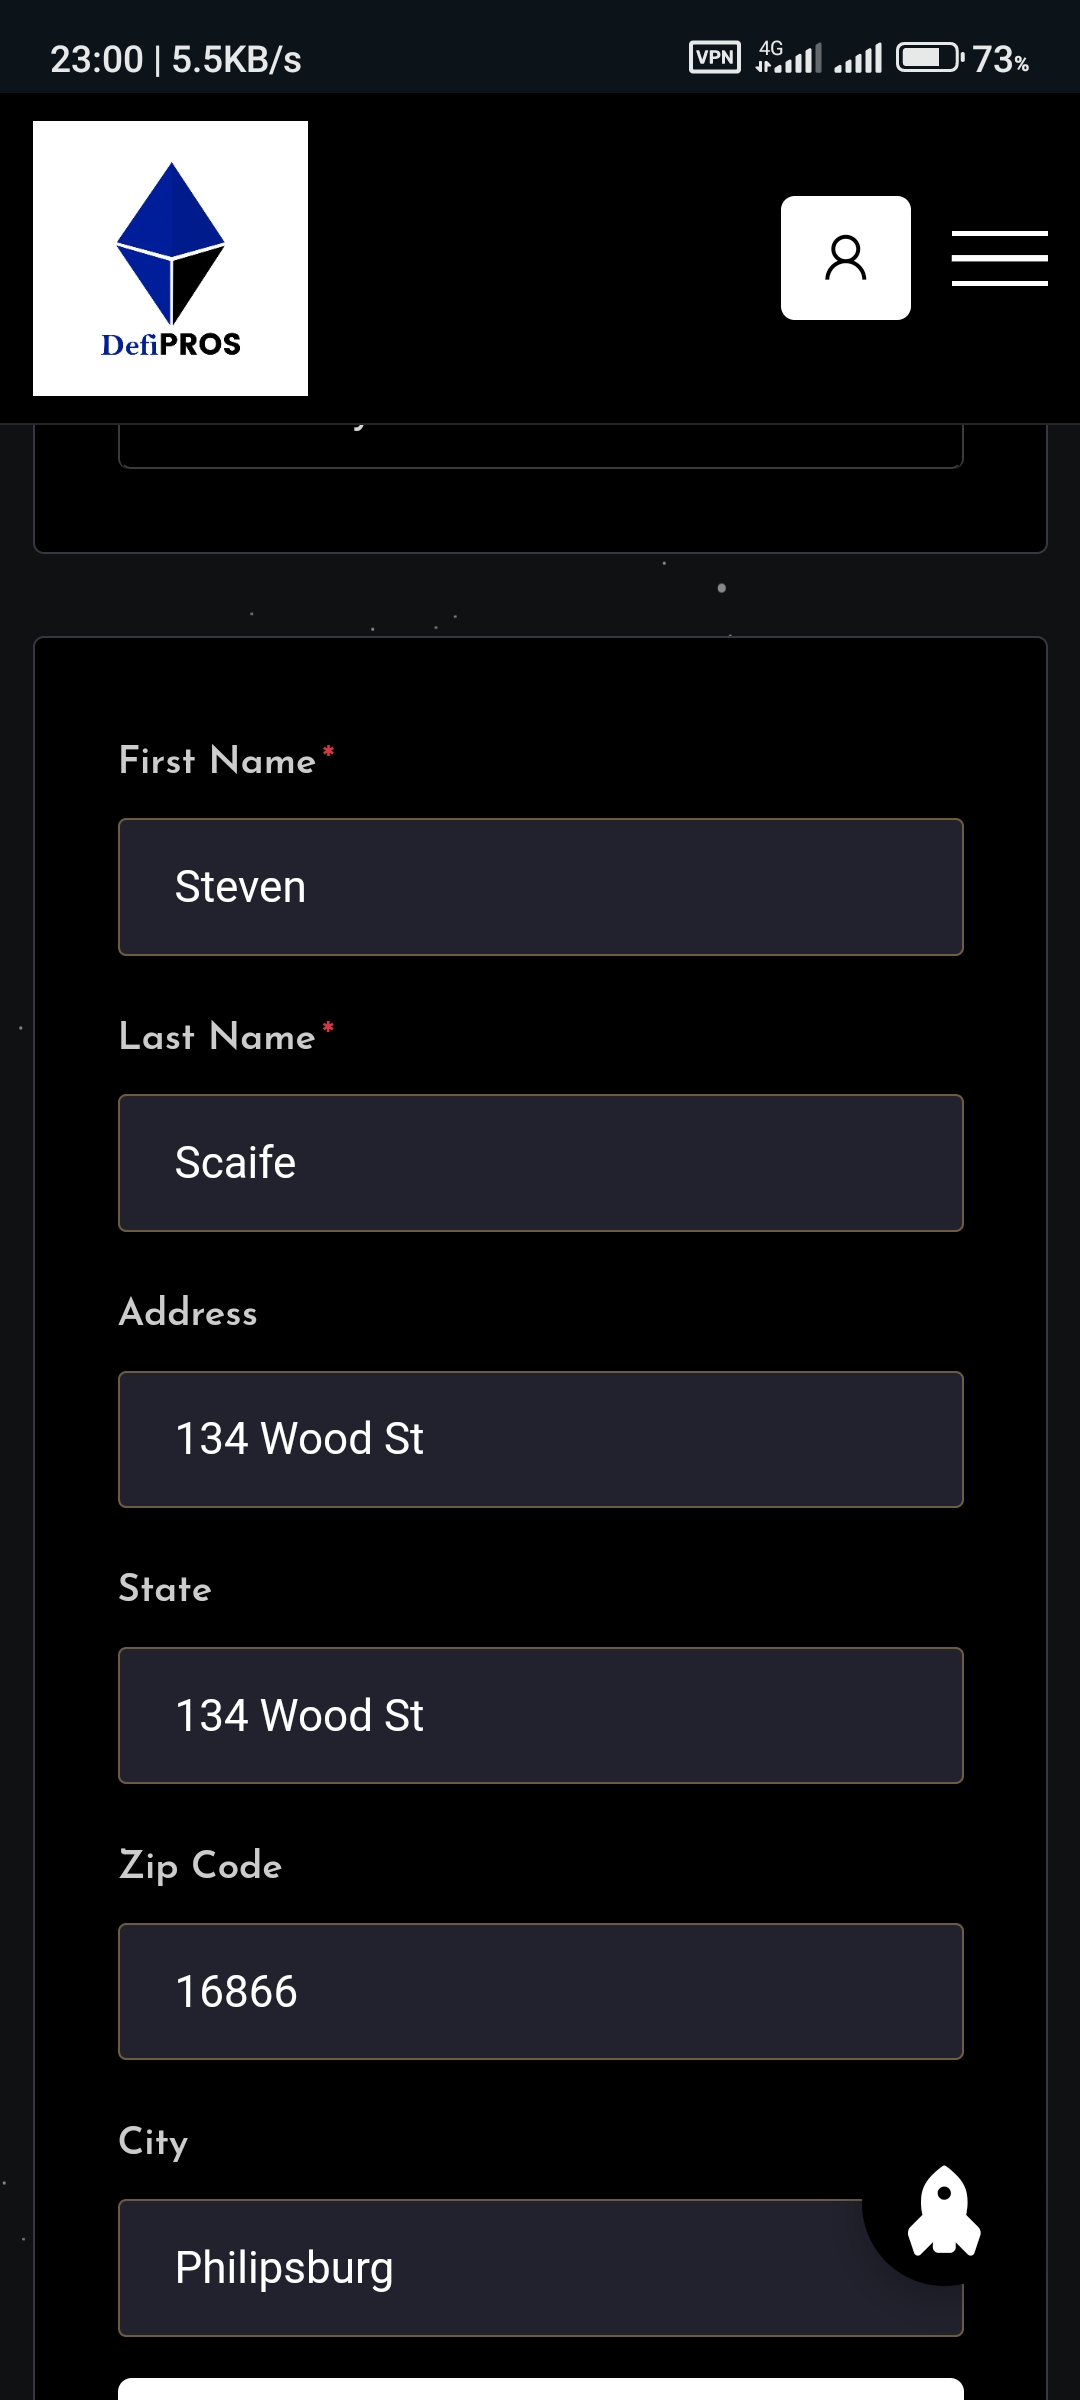 23:00 | 5.5KB/s
VPN 4G 73%
DefiPROS
First Name*
Steven
Last Name*
Scaife
Address
134 Wood St
State
134 Wood St
Zip Code
16866
City
Philipsburg